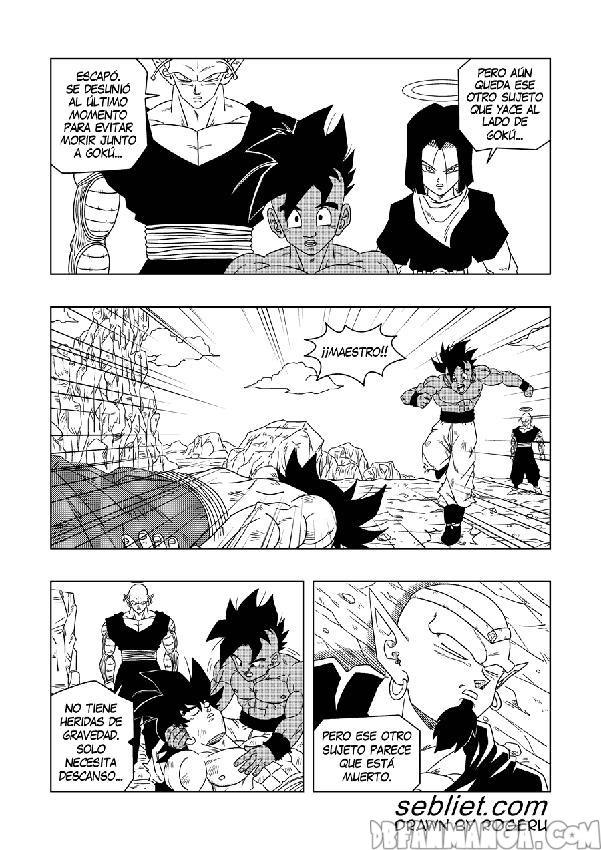 ESCAPÓ.
SE DESUNIÓ
AL ÚLTIMO
MOMENTO
PARA EVITAR
MORIR JUNTO
A GOKÚ...
PERO AÚN
QUEDA ESE
OTRO SUJETO
QUE YACE AL
LADO DE
GOKÚ...
¡¡MAESTRO!!
NO TIENE
HERIDAS DE
GRAVEDAD.
SOLO
NECESITA
DESCANSO...
PERO ESE OTRO
SUJETO PARECE
QUE ESTÁ
MUERTO.
sebliet.com
DRAWN BY ROGERU
DBFANMANGA.COM